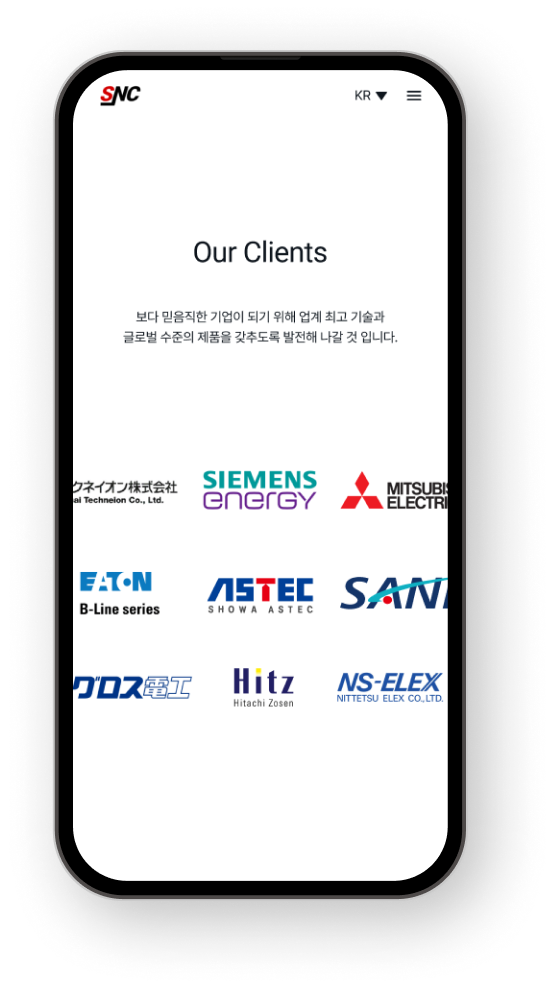 SNC
KR
Our Clients
보다 믿음직한 기업이 되기 위해 업계 최고 기술과
글로벌 수준의 제품을 갖추도록 발전해 나갈 것 입니다.
クネイオン株式会社
al Techneion Co., Ltd.
SIEMENS
energy
MITSUBIS
ELECTRI
EATON
B-Line series
ASTEC
SHOWA ASTEC
SAN
グロス電工
Hitz
Hitachi Zosen
NS-ELEX
NITTETSU ELEX CO.,LTD.